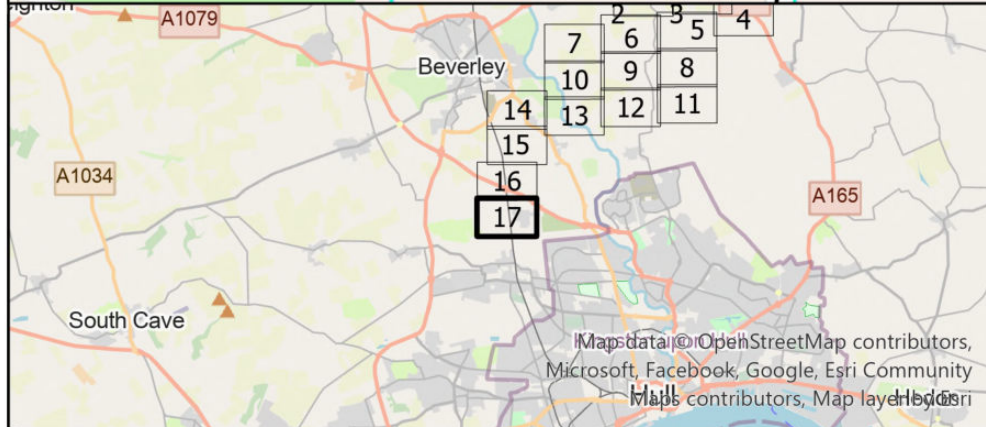 eighton
A1079
2
3
4
5
6
7
Beverley
8
9
10
11
12
13
14
15
A1034
16
A165
17
South Cave
Map data © OpenStreetMap contributors,
Microsoft, Facebook, Google, Esri Community
Hull
Maps contributors, Map layer by Esri